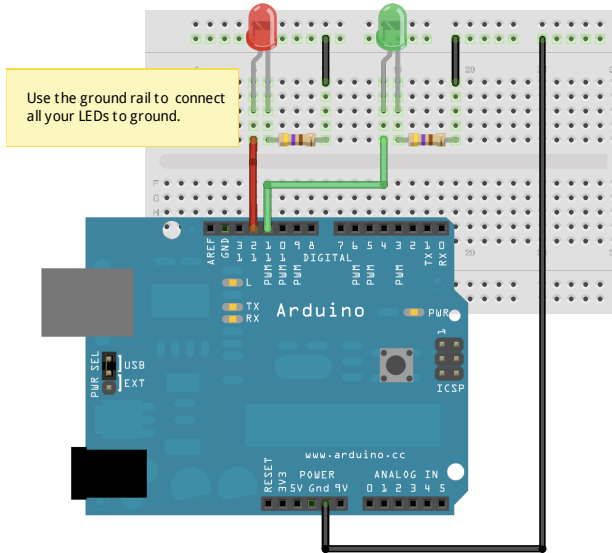 Use the ground rail to connect
all your LEDs to ground.
29
F
AREF
GND
13
12
11
10
9
8
7
6
5
4
3
2
1
0
PWM
PWM
PWM
PWM
PWM
PWM
TX
RX
DIGITAL
L
TX
RX
Arduino
PWR
1
PWR SEL
USB
EXT
ICSP
www.arduino.cc
POWER
ANALOG IN
RESET
3V3
5V
Gnd
9V
0
1
2
3
4
5